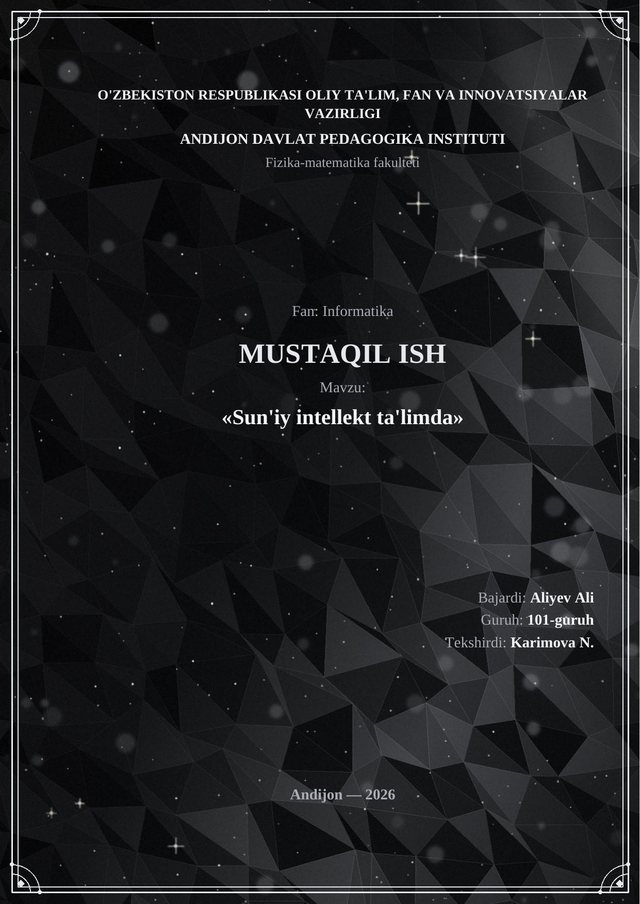 O'ZBEKISTON RESPUBLIKASI OLIY TA'LIM, FAN VA INNOVATSIYALAR
VAZIRLIGI
ANDIJON DAVLAT PEDAGOGIKA INSTITUTI
Fizika-matematika fakulteti
Fan: Informatika
MUSTAQIL ISH
Mavzu:
«Sun'iy intellekt ta'limda»
Bajardi: Aliyev Ali
Guruh: 101-guruh
Tekshirdi: Karimova N.
Andijon — 2026